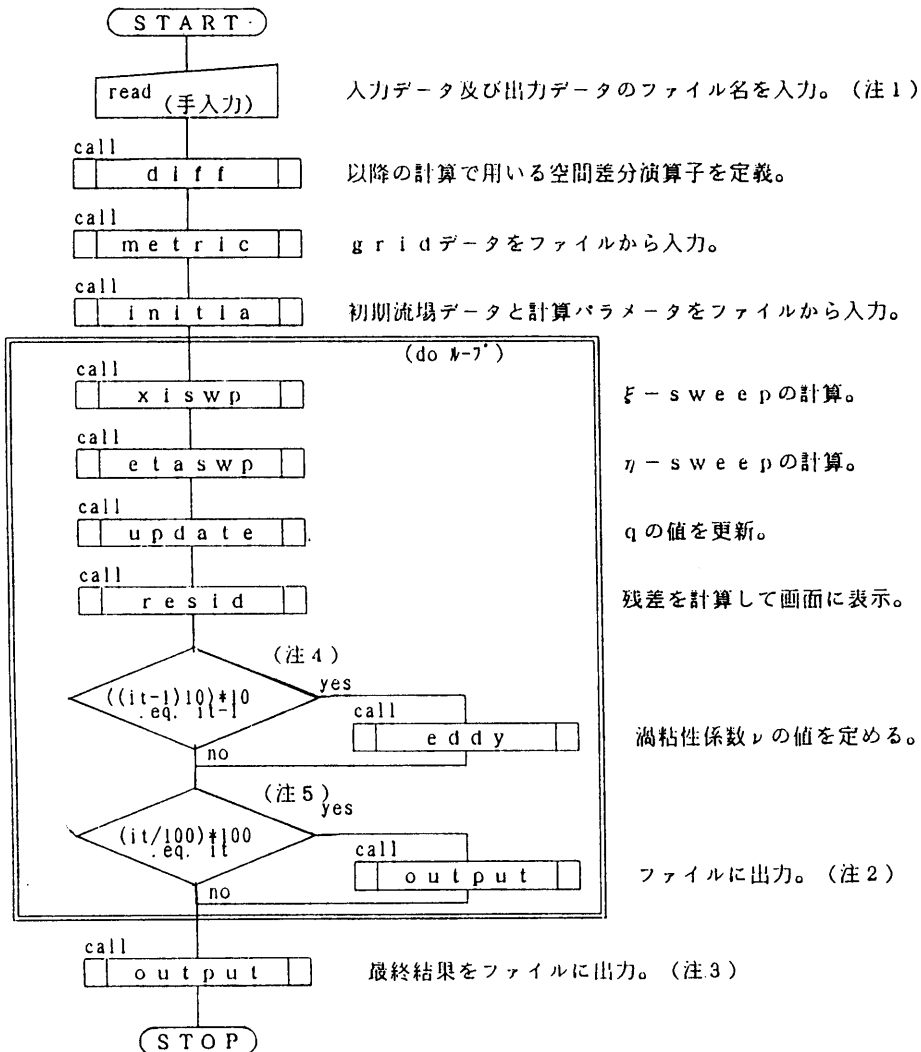 START
read
(手入力)
入力データ及び出力データのファイル名を入力。(注1)
call
diff
以降の計算で用いる空間差分演算子を定義。
call
metric
gridデータをファイルから入力。
call
initia
初期流場データと計算パラメータをファイルから入力。
(do ループ)
call
xiswp
ξ-sweepの計算。
call
etaswp
η-sweepの計算。
call
update
qの値を更新。
call
resid
残差を計算して画面に表示。
(注4)
((it-1)10)*10
.eq. it-1
yes
no
call
eddy
渦粘性係数νの値を定める。
(注5)
(it/100)*100
.eq. it
yes
no
call
output
ファイルに出力。(注2)
call
output
最終結果をファイルに出力。(注3)
STOP